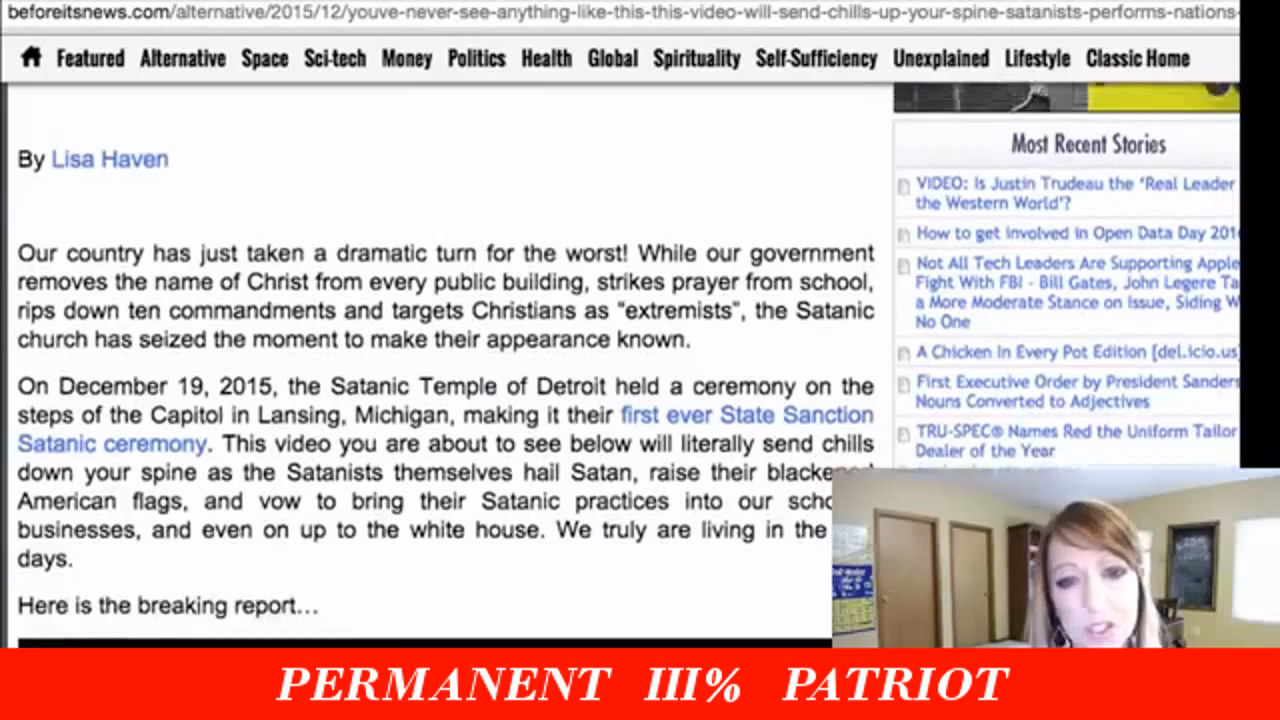 beforeitsnews.com/alternative/2015/12/youve-never-see-anything-like-this-this-video-will-send-chills-up-your-spine-satanists-performs-nations-
Featured Alternative Space Sci-tech Money Politics Health Global Spirituality Self-Sufficiency Unexplained Lifestyle Classic Home
By Lisa Haven
Our country has just taken a dramatic turn for the worst! While our government
removes the name of Christ from every public building, strikes prayer from school,
rips down ten commandments and targets Christians as “extremists”, the Satanic
church has seized the moment to make their appearance known.
On December 19, 2015, the Satanic Temple of Detroit held a ceremony on the
steps of the Capitol in Lansing, Michigan, making it their first ever State Sanction
Satanic ceremony. This video you are about to see below will literally send chills
down your spine as the Satanists themselves hail Satan, raise their blackened
American flags, and vow to bring their Satanic practices into our scho
businesses, and even on up to the white house. We truly are living in the
days.
Here is the breaking report…
Most Recent Stories
VIDEO: Is Justin Trudeau the ‘Real Leader
the Western World’?
How to get involved in Open Data Day 201
Not All Tech Leaders Are Supporting Apple
Fight With FBI - Bill Gates, John Legere Ta
a More Moderate Stance on Issue, Siding W
No One
A Chicken In Every Pot Edition [del.icio.us]
First Executive Order by President Sanders
Nouns Converted to Adjectives
TRU-SPEC® Names Red the Uniform Tailor
Dealer of the Year
PERMANENT III% PATRIOT